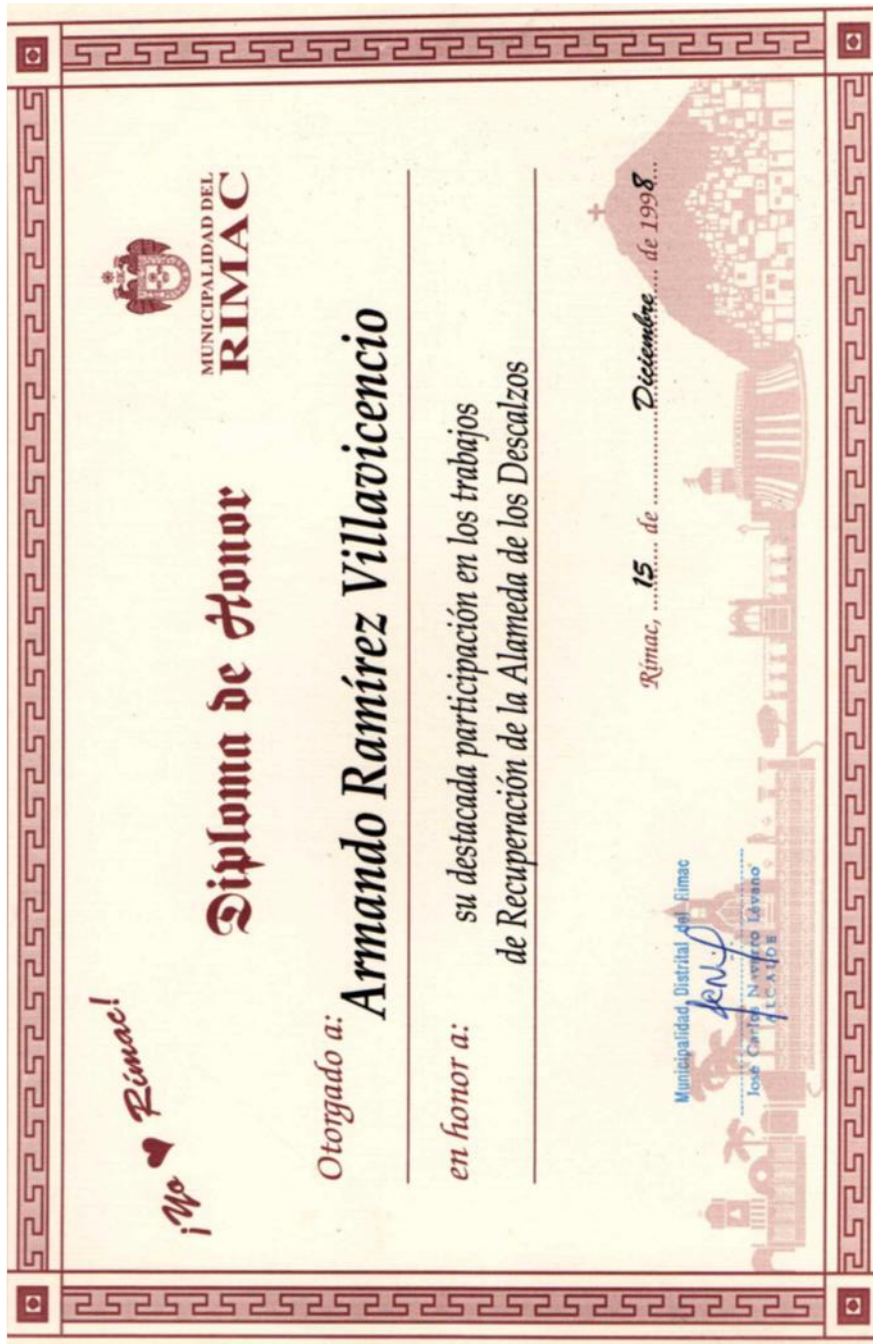 ¡Yo ♥ Rímac!
MUNICIPALIDAD DEL
RIMAC
Diploma de Honor
Otorgado a:
Armando Ramírez Villavicencio
en honor a: su destacada participación en los trabajos
de Recuperación de la Alameda de los Descalzos
Rímac, 15 de Diciembre de 1998
Municipalidad Distrital del Rimac
José Carlos Navarro Lévano
ALCALDE